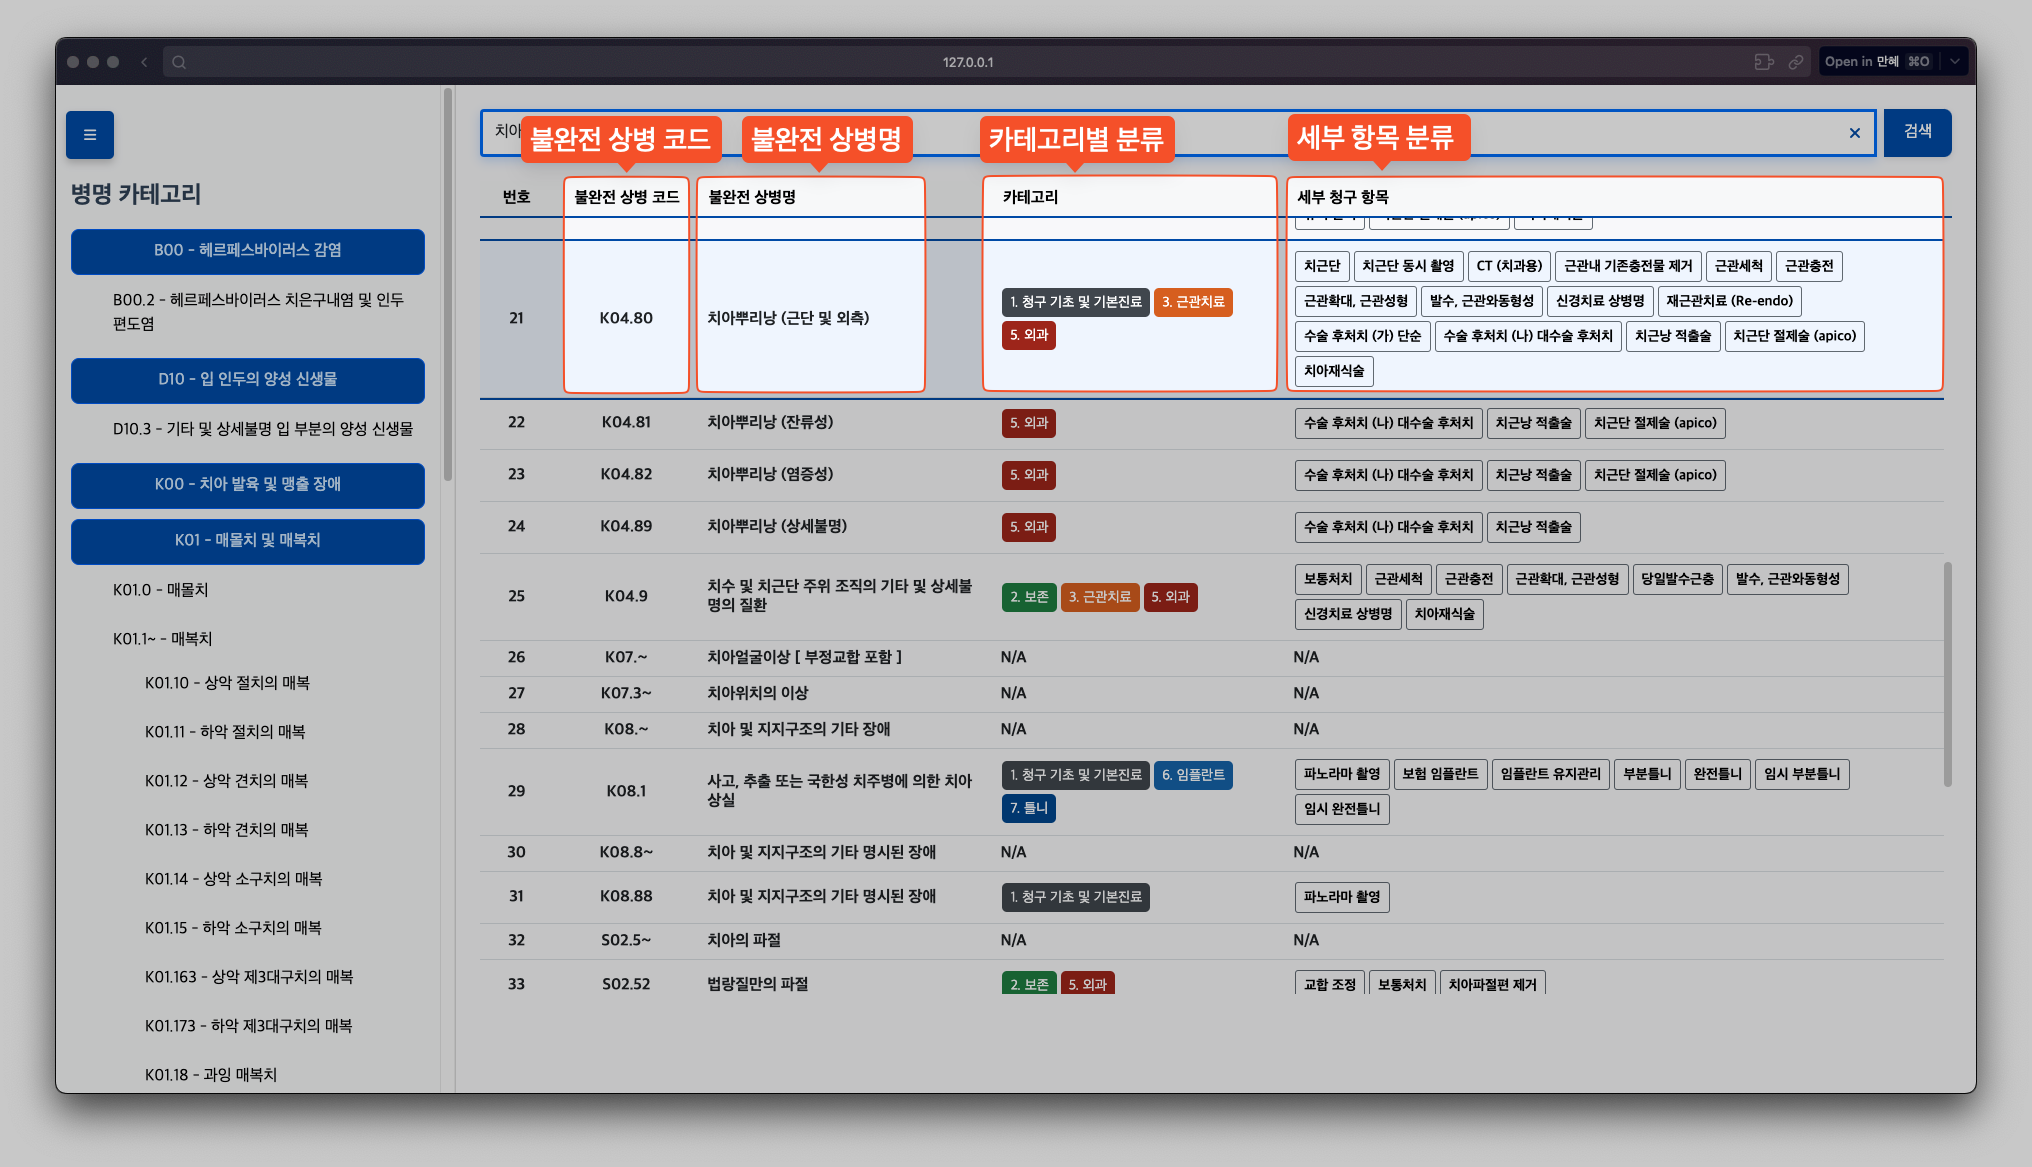 127.0.0.1
Open in 만혜 ⌘O
☰
병명 카테고리
B00 - 헤르페스바이러스 감염
B00.2 - 헤르페스바이러스 치은구내염 및 인두
편도염
D10 - 입 인두의 양성 신생물
D10.3 - 기타 및 상세불명 입 부분의 양성 신생물
K00 - 치아 발육 및 맹출 장애
K01 - 매몰치 및 매복치
K01.0 - 매몰치
K01.1~ - 매복치
K01.10 - 상악 절치의 매복
K01.11 - 하악 절치의 매복
K01.12 - 상악 견치의 매복
K01.13 - 하악 견치의 매복
K01.14 - 상악 소구치의 매복
K01.15 - 하악 소구치의 매복
K01.163 - 상악 제3대구치의 매복
K01.173 - 하악 제3대구치의 매복
K01.18 - 과잉 매복치
치아
검색
불완전 상병 코드 불완전 상병명 카테고리별 분류 세부 항목 분류
번호 불완전 상병 코드 불완전 상병명 카테고리 세부 청구 항목
21 K04.80 치아뿌리낭 (근단 및 외측)
1. 청구 기초 및 기본진료 3. 근관치료
5. 외과
치근단 치근단 동시 촬영 CT (치과용) 근관내 기존충전물 제거 근관세척 근관충전
근관확대, 근관성형 발수, 근관와동형성 신경치료 상병명 재근관치료 (Re-endo)
수술 후처치 (가) 단순 수술 후처치 (나) 대수술 후처치 치근낭 적출술 치근단 절제술 (apico)
치아재식술
22 K04.81 치아뿌리낭 (잔류성) 5. 외과 수술 후처치 (나) 대수술 후처치 치근낭 적출술 치근단 절제술 (apico)
23 K04.82 치아뿌리낭 (염증성) 5. 외과 수술 후처치 (나) 대수술 후처치 치근낭 적출술 치근단 절제술 (apico)
24 K04.89 치아뿌리낭 (상세불명) 5. 외과 수술 후처치 (나) 대수술 후처치 치근낭 적출술
25 K04.9
치수 및 치근단 주위 조직의 기타 및 상세불
명의 질환
2. 보존 3. 근관치료 5. 외과
보통처치 근관세척 근관충전 근관확대, 근관성형 당일발수근충 발수, 근관와동형성
신경치료 상병명 치아재식술
26 K07.~ 치아얼굴이상 [ 부정교합 포함 ] N/A N/A
27 K07.3~ 치아위치의 이상 N/A N/A
28 K08.~ 치아 및 지지구조의 기타 장애 N/A N/A
29 K08.1
사고, 추출 또는 국한성 치주병에 의한 치아
상실
1. 청구 기초 및 기본진료 6. 임플란트
7. 틀니
파노라마 촬영 보험 임플란트 임플란트 유지관리 부분틀니 완전틀니 임시 부분틀니
임시 완전틀니
30 K08.8~ 치아 및 지지구조의 기타 명시된 장애 N/A N/A
31 K08.88 치아 및 지지구조의 기타 명시된 장애 1. 청구 기초 및 기본진료 파노라마 촬영
32 S02.5~ 치아의 파절 N/A N/A
33 S02.52 법랑질만의 파절 2. 보존 5. 외과 교합 조정 보통처치 치아파절편 제거